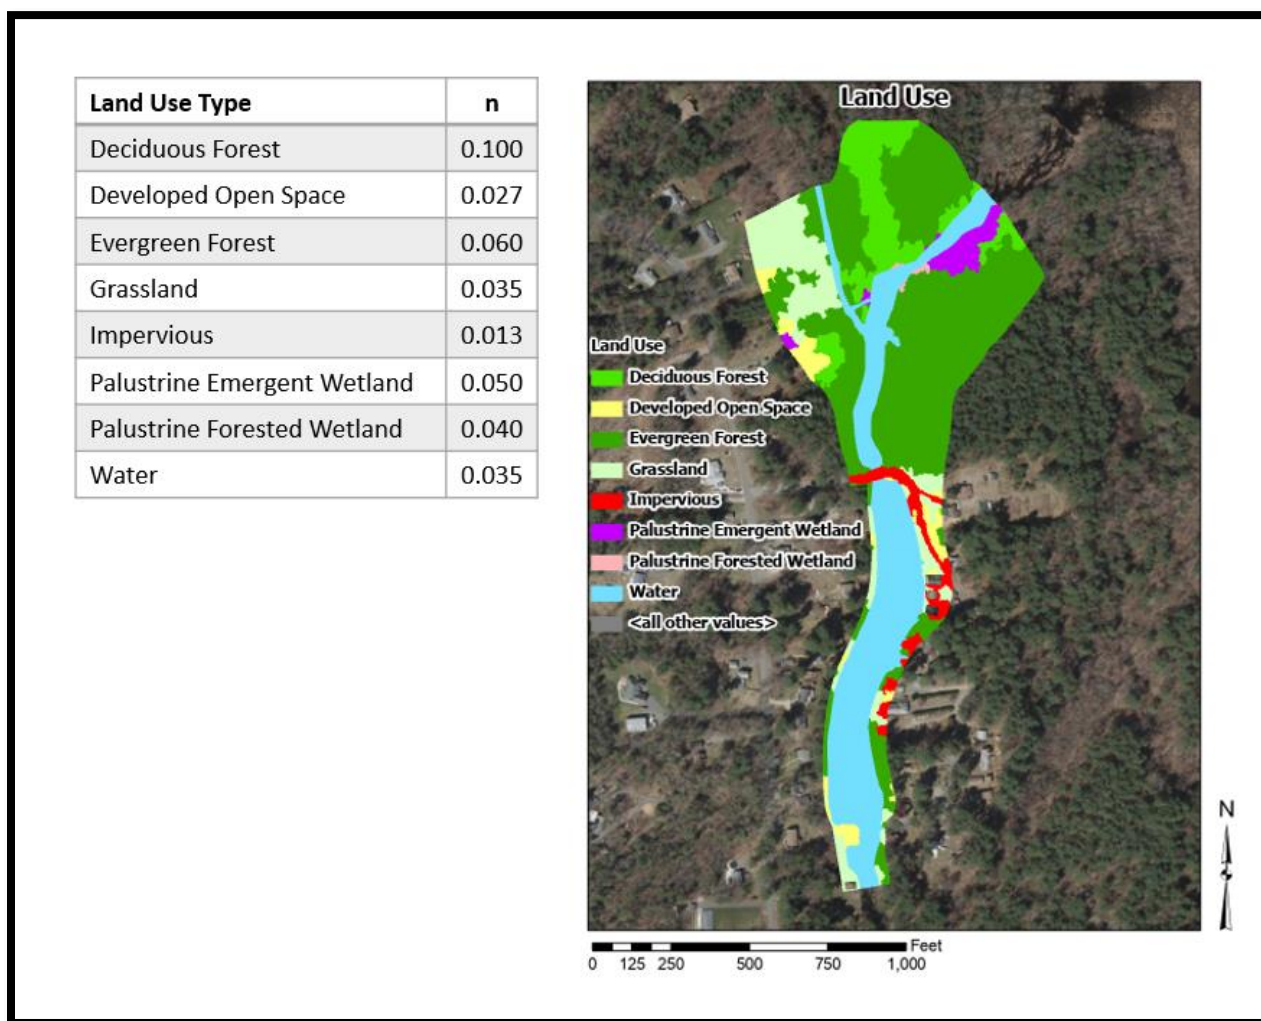 Land Use Type n
Deciduous Forest 0.100
Developed Open Space 0.027
Evergreen Forest 0.060
Grassland 0.035
Impervious 0.013
Palustrine Emergent Wetland 0.050
Palustrine Forested Wetland 0.040
Water 0.035
Land Use
Land Use
Deciduous Forest
Developed Open Space
Evergreen Forest
Grassland
Impervious
Palustrine Emergent Wetland
Palustrine Forested Wetland
Water
<all other values>
N
Feet
0 125 250 500 750 1,000